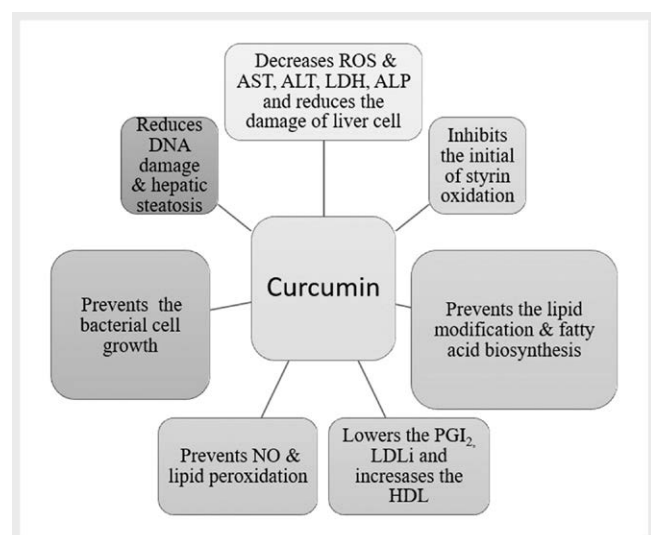 Decreases ROS &
AST, ALT, LDH, ALP
and reduces the
damage of liver cell
Reduces
DNA
damage
& hepatic
steatosis
Inhibits
the initial
of styrin
oxidation
Curcumin
Prevents the
bacterial cell
growth
Prevents the lipid
modification & fatty
acid biosynthesis
Prevents NO &
lipid peroxidation
Lowers the PGI₂,
LDLi and
incresases the
HDL